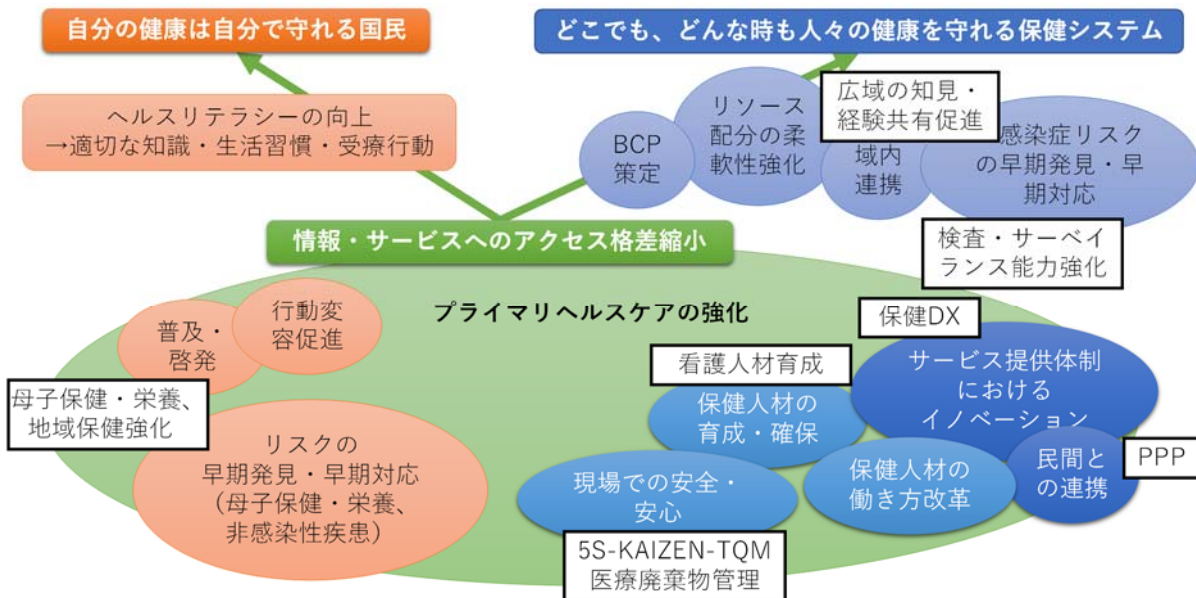 自分の健康は自分で守れる国民
どこでも、どんな時も人々の健康を守れる保健システム
ヘルスリテラシーの向上
→適切な知識・生活習慣・受療行動
BCP
策定
リソース
配分の柔
軟性強化
広域の知見・
経験共有促進
域内
連携
感染症リスク
の早期発見・早
期対応
検査・サーベイ
ランス能力強化
情報・サービスへのアクセス格差縮小
プライマリヘルスケアの強化
普及・
啓発
行動変
容促進
母子保健・栄養、
地域保健強化
リスクの
早期発見・早期対応
(母子保健・栄養、
非感染性疾患)
看護人材育成
保健人材の
育成・確保
保健DX
サービス提供体制
における
イノベーション
現場での安全・
安心
5S-KAIZEN-TQM
医療廃棄物管理
保健人材の
働き方改革
民間と
の連携
PPP